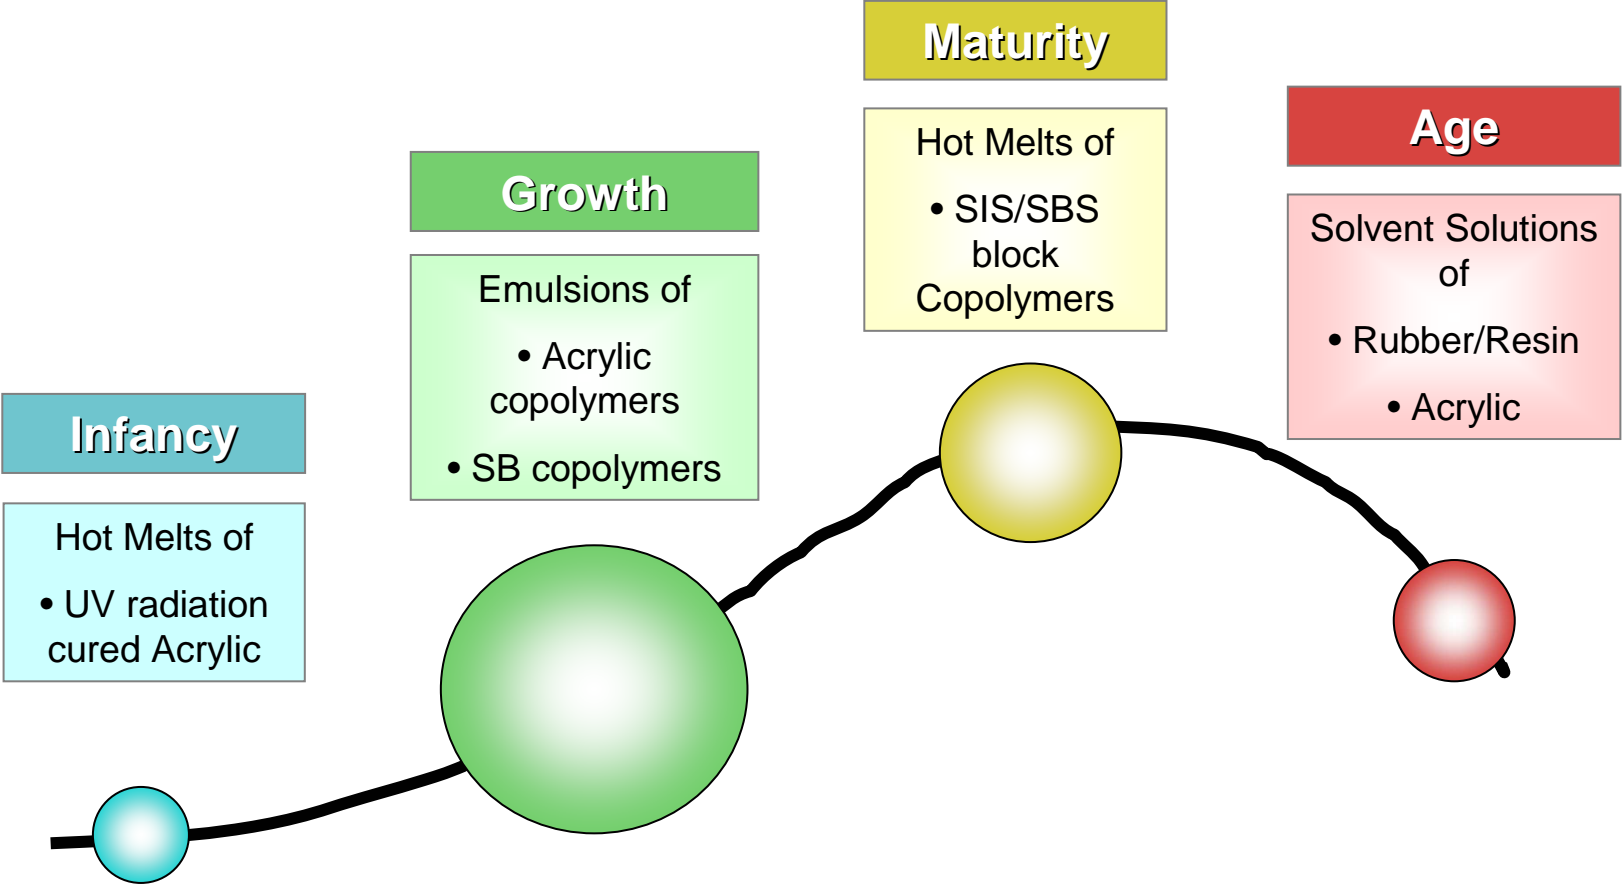 Infancy
Hot Melts of
• UV radiation
cured Acrylic
Growth
Emulsions of
• Acrylic
copolymers
• SB copolymers
Maturity
Hot Melts of
• SIS/SBS
block
Copolymers
Age
Solvent Solutions
of
• Rubber/Resin
• Acrylic